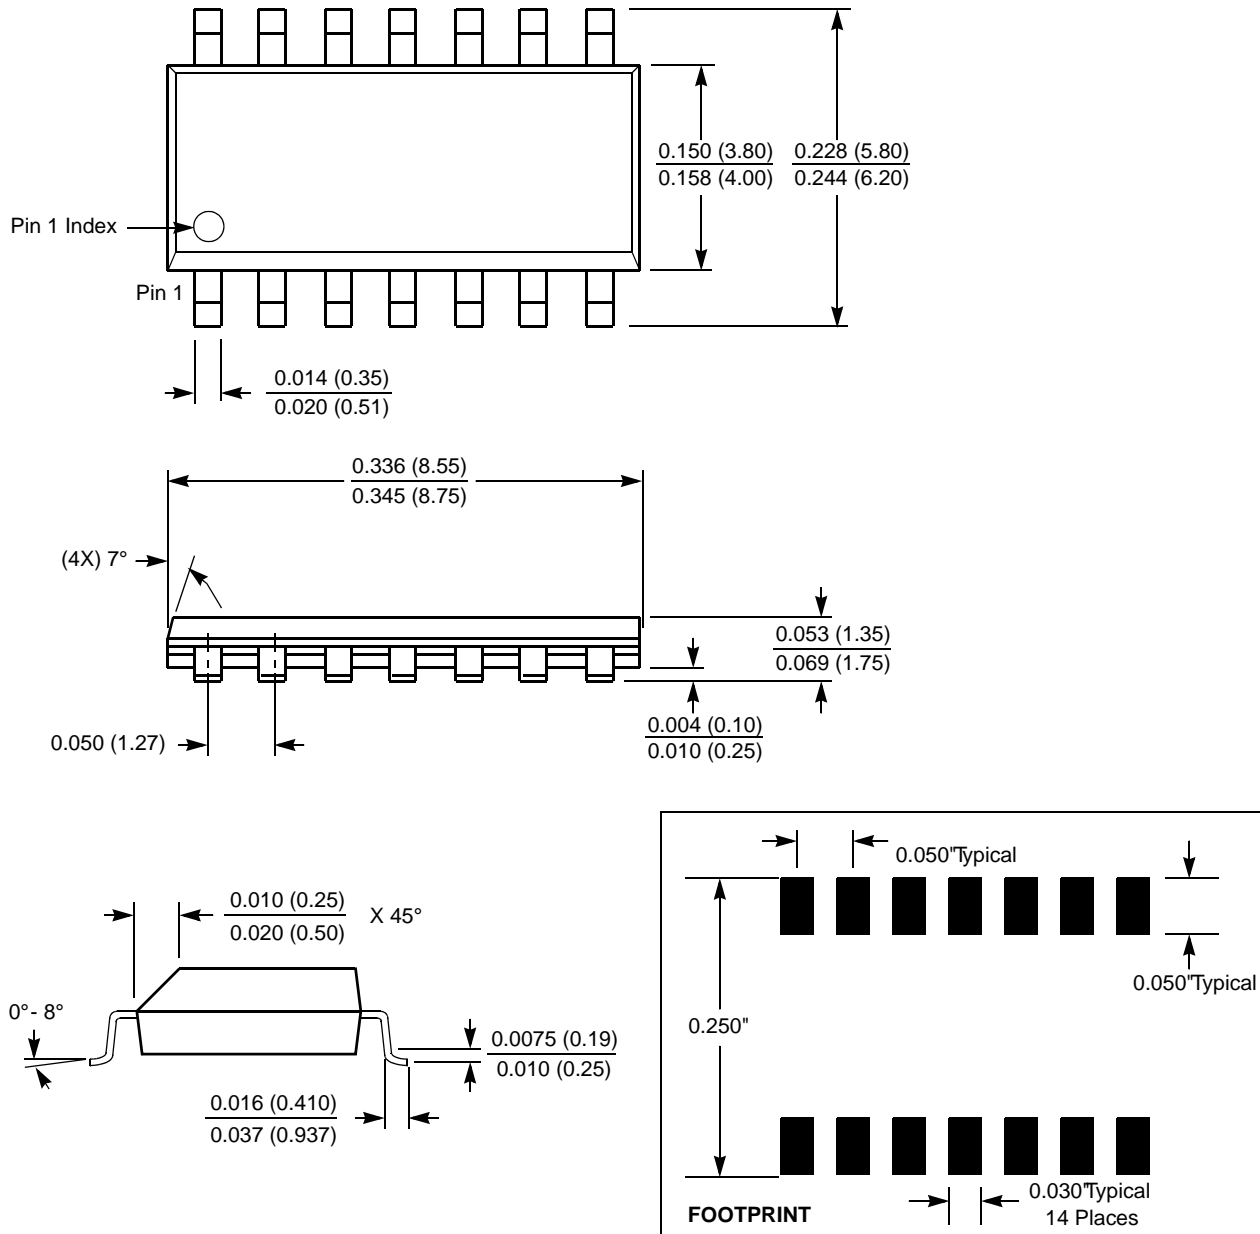 0.150 (3.80)
0.158 (4.00)
0.228 (5.80)
0.244 (6.20)
Pin 1 Index
Pin 1
0.014 (0.35)
0.020 (0.51)
0.336 (8.55)
0.345 (8.75)
(4X) 7°
0.053 (1.35)
0.069 (1.75)
0.004 (0.10)
0.010 (0.25)
0.050 (1.27)
0.010 (0.25)
0.020 (0.50)
X 45°
0°- 8°
0.0075 (0.19)
0.010 (0.25)
0.016 (0.410)
0.037 (0.937)
0.050"Typical
0.050"Typical
0.250"
0.030"Typical
14 Places
FOOTPRINT